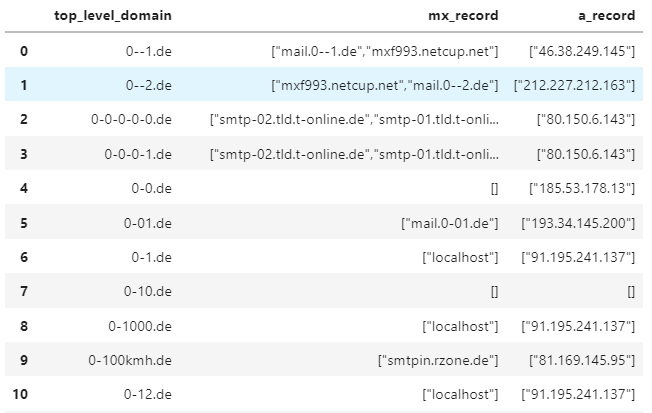 top_level_domain mx_record a_record
0 0--1.de ["mail.0--1.de","mxf993.netcup.net"] ["46.38.249.145"]
1 0--2.de ["mxf993.netcup.net","mail.0--2.de"] ["212.227.212.163"]
2 0-0-0-0-0.de ["smtp-02.tld.t-online.de","smtp-01.tld.t-onli... ["80.150.6.143"]
3 0-0-0-1.de ["smtp-02.tld.t-online.de","smtp-01.tld.t-onli... ["80.150.6.143"]
4 0-0.de [] ["185.53.178.13"]
5 0-01.de ["mail.0-01.de"] ["193.34.145.200"]
6 0-1.de ["localhost"] ["91.195.241.137"]
7 0-10.de [] []
8 0-1000.de ["localhost"] ["91.195.241.137"]
9 0-100kmh.de ["smtpin.rzone.de"] ["81.169.145.95"]
10 0-12.de ["localhost"] ["91.195.241.137"]